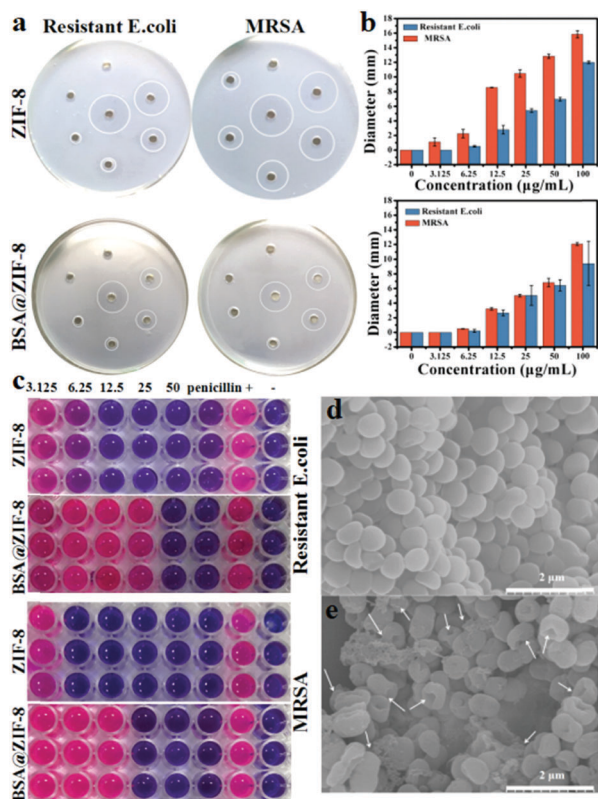 a
Resistant E.coli MRSA
ZIF-8
BSA@ZIF-8
b
Diameter (mm)
18
16
14
12
10
8
6
4
2
0
Resistant E.coli
MRSA
0 3.125 6.25 12.5 25 50 100
Concentration (µg/mL)
Diameter (mm)
18
16
14
12
10
8
6
4
2
0
Resistant E.coli
MRSA
0 3.125 6.25 12.5 25 50 100
Concentration (µg/mL)
c
3.125 6.25 12.5 25 50 penicillin + -
ZIF-8
BSA@ZIF-8
Resistant E.coli
ZIF-8
BSA@ZIF-8
MRSA
d
2 µm
e
2 µm